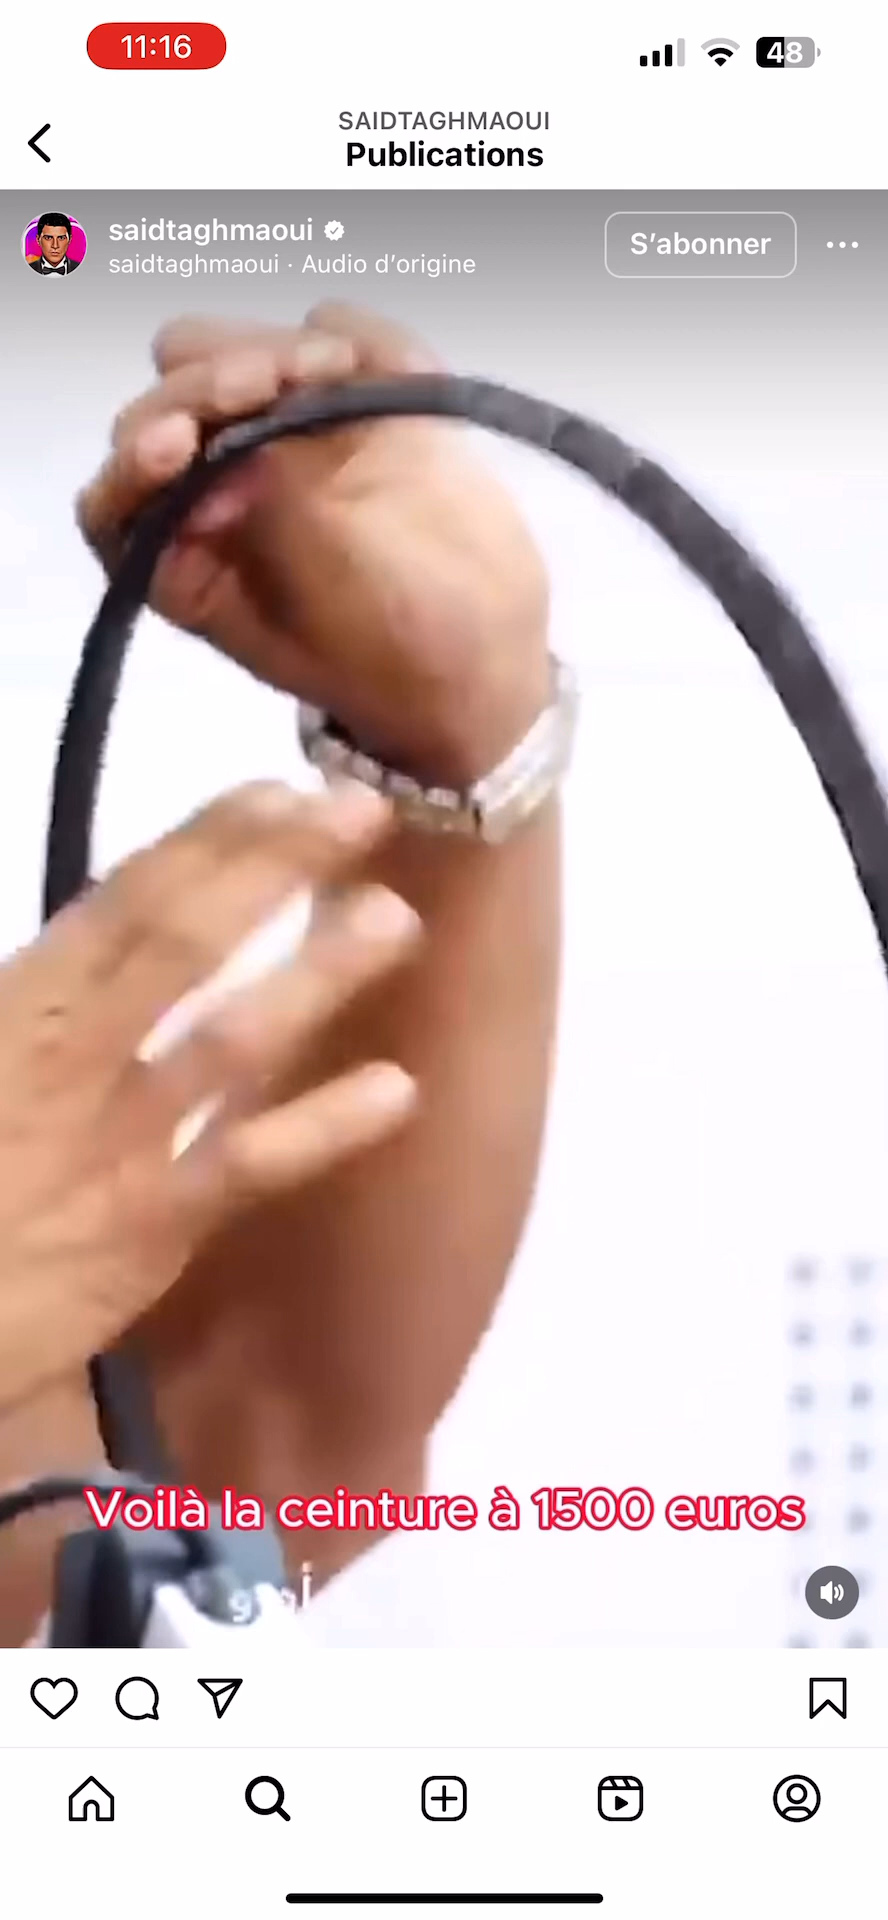 11:16
48
SAIDTAGHMAOUI
Publications
saidtaghmaoui
saidtaghmaoui · Audio d'origine
S'abonner
Voilà la ceinture à 1500 euros